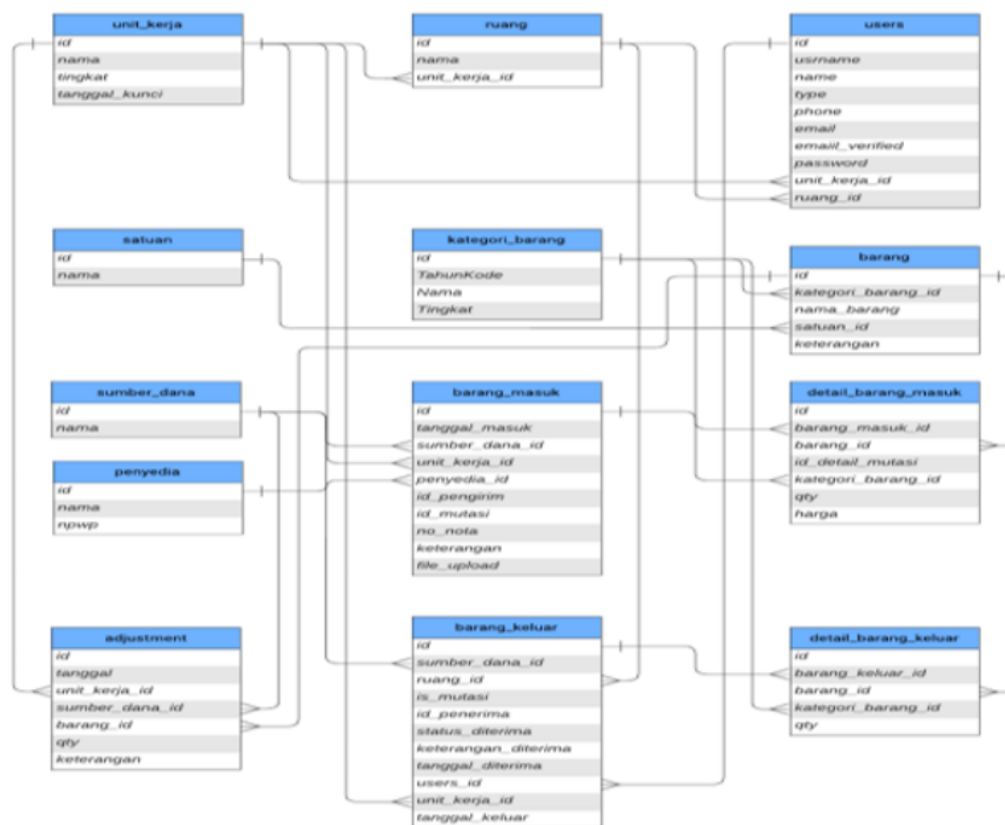 unit_kerja
id
nama
tingkat
tanggal_kunci
ruang
id
nama
unit_kerja_id
users
id
usrname
name
type
phone
email
emaiil_verified
password
unit_kerja_id
ruang_id
satuan
id
nama
kategori_barang
id
TahunKode
Nama
Tingkat
barang
id
kategori_barang_id
nama_barang
satuan_id
keterangan
sumber_dana
id
nama
penyedia
id
nama
npwp
barang_masuk
id
tanggal_masuk
sumber_dana_id
unit_kerja_id
penyedia_id
id_pengirim
id_mutasi
no_nota
keterangan
file_upload
detail_barang_masuk
id
barang_masuk_id
barang_id
id_detail_mutasi
kategori_barang_id
qty
harga
adjustment
id
tanggal
unit_kerja_id
sumber_dana_id
barang_id
qty
keterangan
barang_keluar
id
sumber_dana_id
ruang_id
is_mutasi
id_penerima
status_diterima
keterangan_diterima
tanggal_diterima
users_id
unit_kerja_id
tanggal_keluar
detail_barang_keluar
id
barang_keluar_id
barang_id
kategori_barang_id
qty